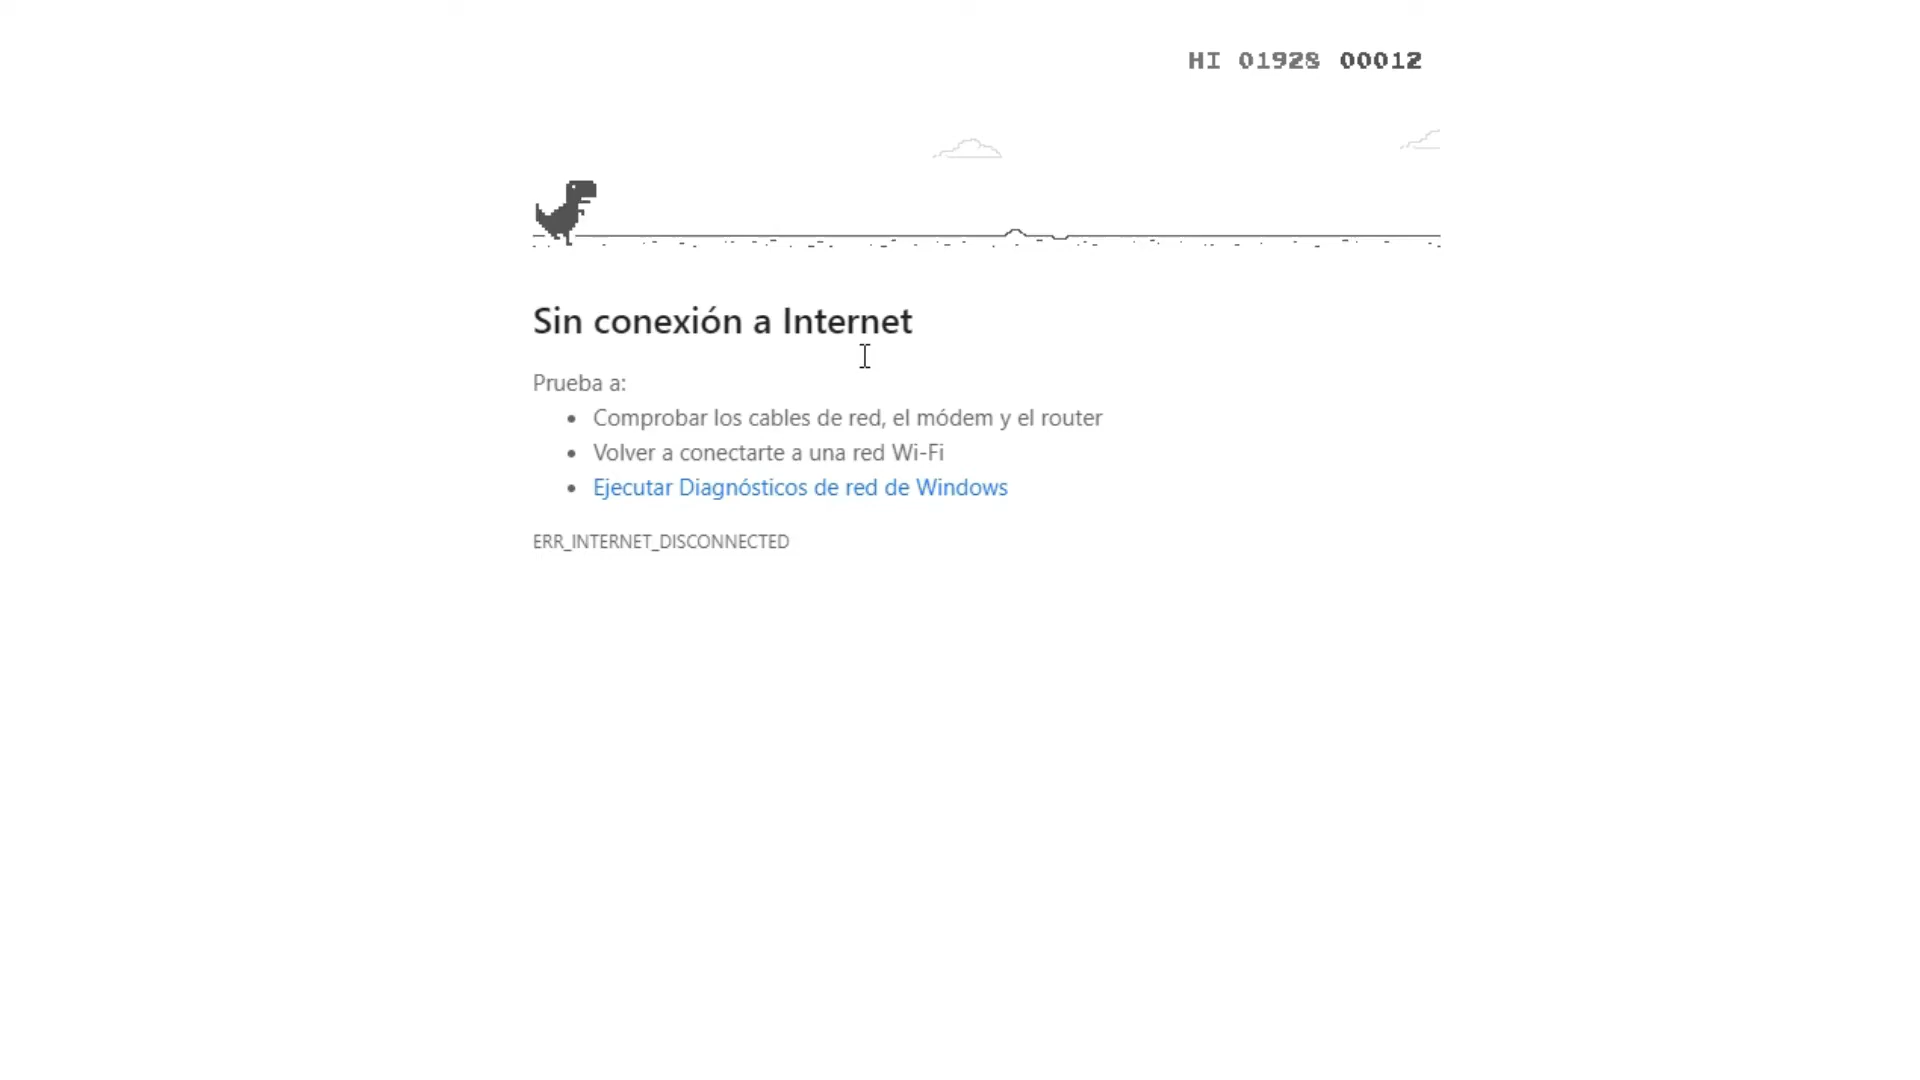 HI 01928 00012
Sin conexión a Internet
Prueba a:
Comprobar los cables de red, el módem y el router
Volver a conectarte a una red Wi-Fi
Ejecutar Diagnósticos de red de Windows
ERR_INTERNET_DISCONNECTED